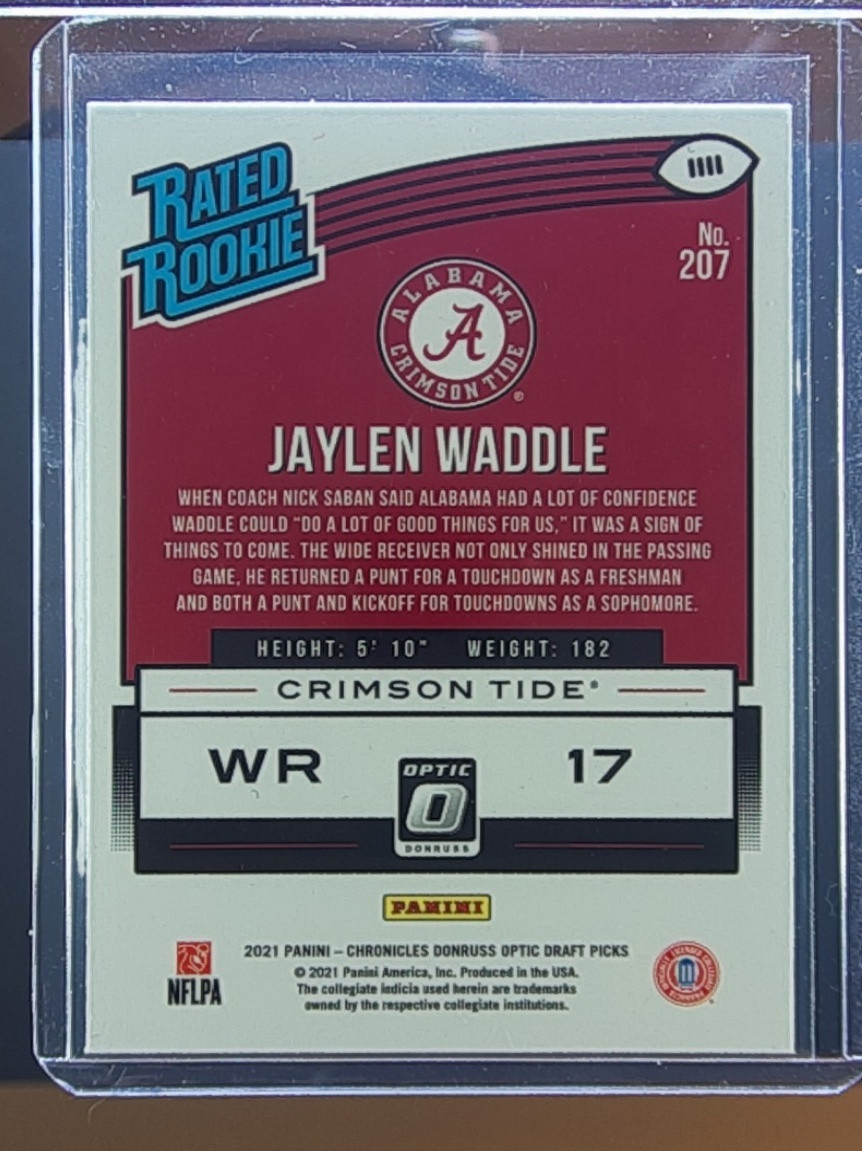 RATED
ROOKIE
No.
207
ALABAMA
A
CRIMSON TIDE®
JAYLEN WADDLE
WHEN COACH NICK SABAN SAID ALABAMA HAD A LOT OF CONFIDENCE
WADDLE COULD “DO A LOT OF GOOD THINGS FOR US,” IT WAS A SIGN OF
THINGS TO COME. THE WIDE RECEIVER NOT ONLY SHINED IN THE PASSING
GAME, HE RETURNED A PUNT FOR A TOUCHDOWN AS A FRESHMAN
AND BOTH A PUNT AND KICKOFF FOR TOUCHDOWNS AS A SOPHOMORE.
HEIGHT: 5' 10" WEIGHT: 182
CRIMSON TIDE®
WR 17
OPTIC
O
DONRUSS
PANINI
2021 PANINI – CHRONICLES DONRUSS OPTIC DRAFT PICKS
© 2021 Panini America, Inc. Produced in the USA.
The collegiate indicia used herein are trademarks
owned by the respective collegiate institutions.
NFLPA
OFFICIALLY LICENSED COLLEGIATE PRODUCTS